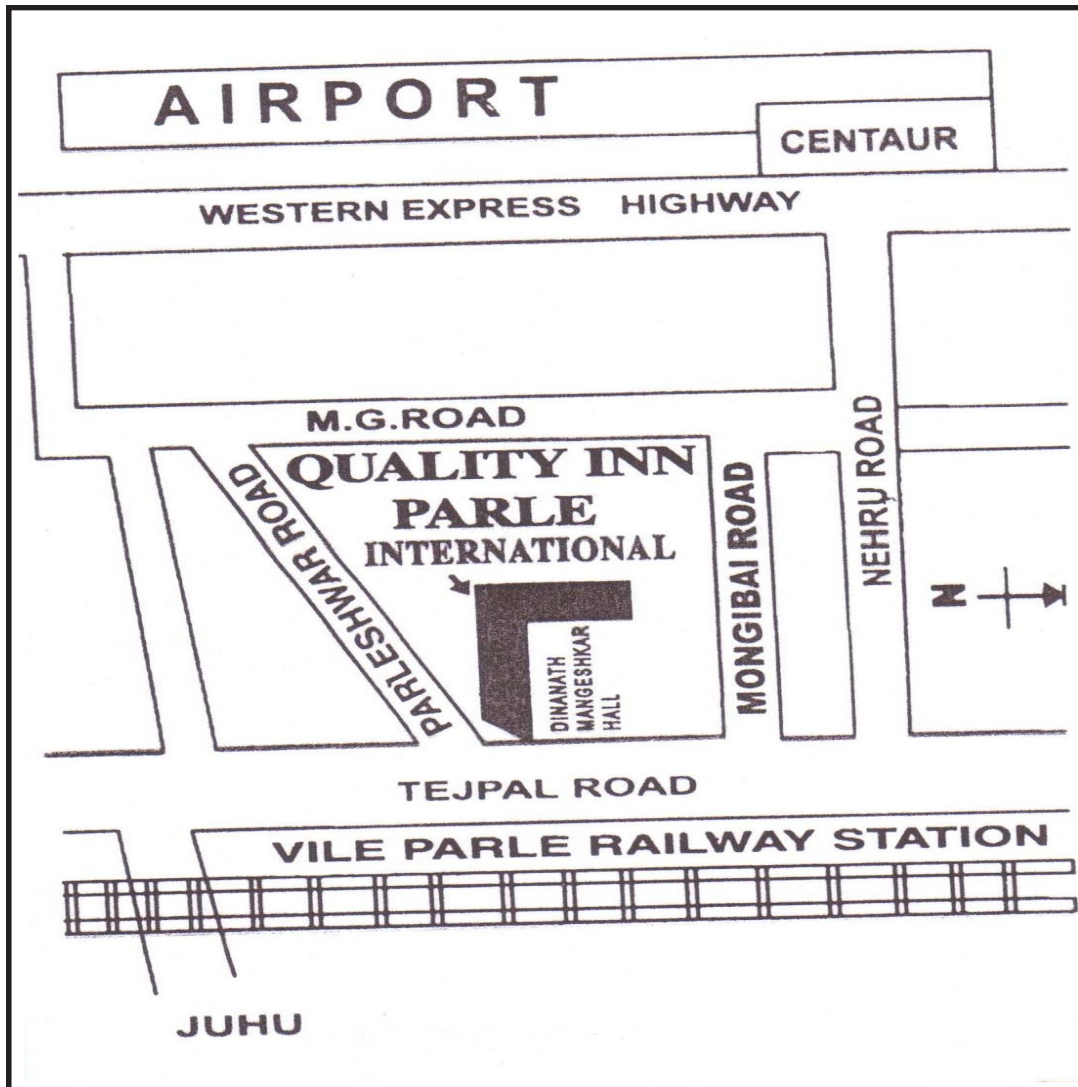 AIRPORT
CENTAUR
WESTERN EXPRESS HIGHWAY
M.G.ROAD
QUALITY INN
PARLE
INTERNATIONAL
PARLESHWAR ROAD
DINANATH
MANGESHKAR
HALL
MONGIBAI ROAD
NEHRU ROAD
N
TEJPAL ROAD
VILE PARLE RAILWAY STATION
JUHU